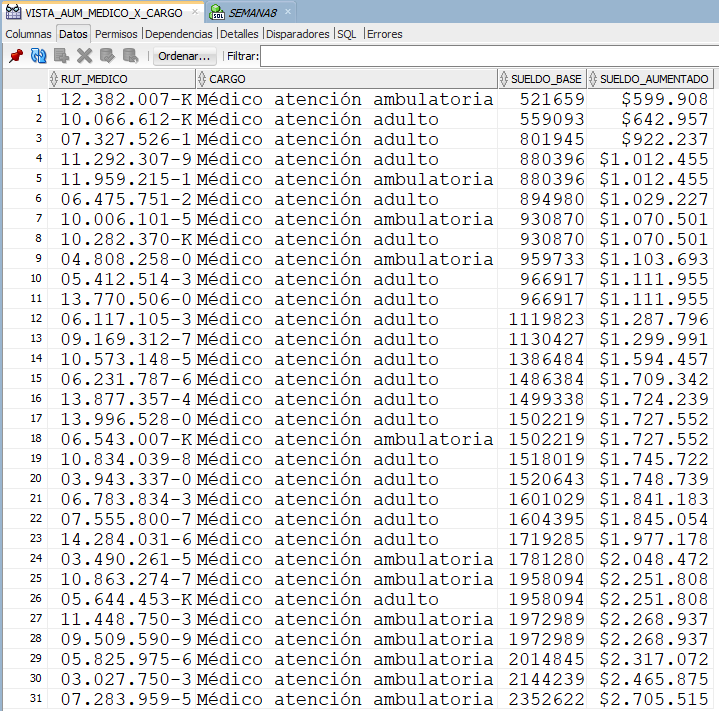 VISTA_AUM_MEDICO_X_CARGO SEMANA8
Columnas Datos Permisos Dependencias Detalles Disparadores SQL Errores
Ordenar... Filtrar:
RUT_MEDICO CARGO SUELDO_BASE SUELDO_AUMENTADO
1 12.382.007-K Médico atención ambulatoria 521659 $599.908
2 10.066.612-K Médico atención adulto 559093 $642.957
3 07.327.526-1 Médico atención adulto 801945 $922.237
4 11.292.307-9 Médico atención adulto 880396 $1.012.455
5 11.959.215-1 Médico atención ambulatoria 880396 $1.012.455
6 06.475.751-2 Médico atención adulto 894980 $1.029.227
7 10.006.101-5 Médico atención ambulatoria 930870 $1.070.501
8 10.282.370-K Médico atención adulto 930870 $1.070.501
9 04.808.258-0 Médico atención ambulatoria 959733 $1.103.693
10 05.412.514-3 Médico atención adulto 966917 $1.111.955
11 13.770.506-0 Médico atención adulto 966917 $1.111.955
12 06.117.105-3 Médico atención adulto 1119823 $1.287.796
13 09.169.312-7 Médico atención adulto 1130427 $1.299.991
14 10.573.148-5 Médico atención adulto 1386484 $1.594.457
15 06.231.787-6 Médico atención adulto 1486384 $1.709.342
16 13.877.357-4 Médico atención adulto 1499338 $1.724.239
17 13.996.528-0 Médico atención adulto 1502219 $1.727.552
18 06.543.007-K Médico atención ambulatoria 1502219 $1.727.552
19 10.834.039-8 Médico atención adulto 1518019 $1.745.722
20 03.943.337-0 Médico atención adulto 1520643 $1.748.739
21 06.783.834-3 Médico atención adulto 1601029 $1.841.183
22 07.555.800-7 Médico atención adulto 1604395 $1.845.054
23 14.284.031-6 Médico atención adulto 1719285 $1.977.178
24 03.490.261-5 Médico atención ambulatoria 1781280 $2.048.472
25 10.863.274-7 Médico atención ambulatoria 1958094 $2.251.808
26 05.644.453-K Médico atención adulto 1958094 $2.251.808
27 11.448.750-3 Médico atención ambulatoria 1972989 $2.268.937
28 09.509.590-9 Médico atención ambulatoria 1972989 $2.268.937
29 05.825.975-6 Médico atención ambulatoria 2014845 $2.317.072
30 03.027.750-3 Médico atención ambulatoria 2144239 $2.465.875
31 07.283.959-5 Médico atención ambulatoria 2352622 $2.705.515